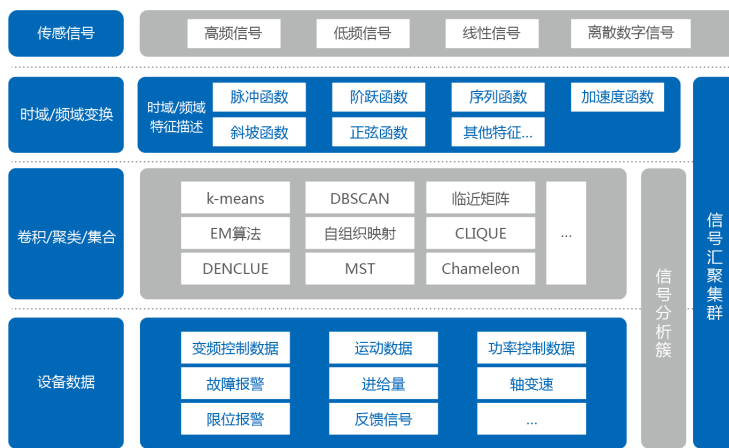 传感信号
高频信号
低频信号
线性信号
离散数字信号
时域/频域变换
时域/频域
特征描述
脉冲函数
阶跃函数
序列函数
加速度函数
斜坡函数
正弦函数
其他特征...
卷积/聚类/集合
k-means
DBSCAN
临近矩阵
EM算法
自组织映射
CLIQUE
DENCLUE
MST
Chameleon
...
设备数据
变频控制数据
运动数据
功率控制数据
故障报警
进给量
轴变速
限位报警
反馈信号
...
信号分析簇
信号汇聚集群